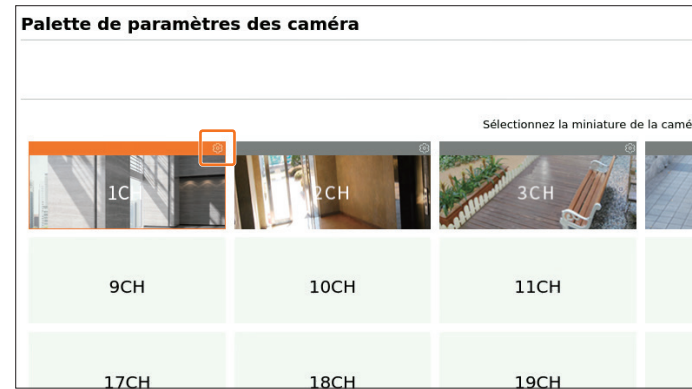 Palette de paramètres des caméra
Sélectionnez la miniature de la camé
1CH
2CH
3CH
9CH
10CH
11CH
17CH
18CH
19CH